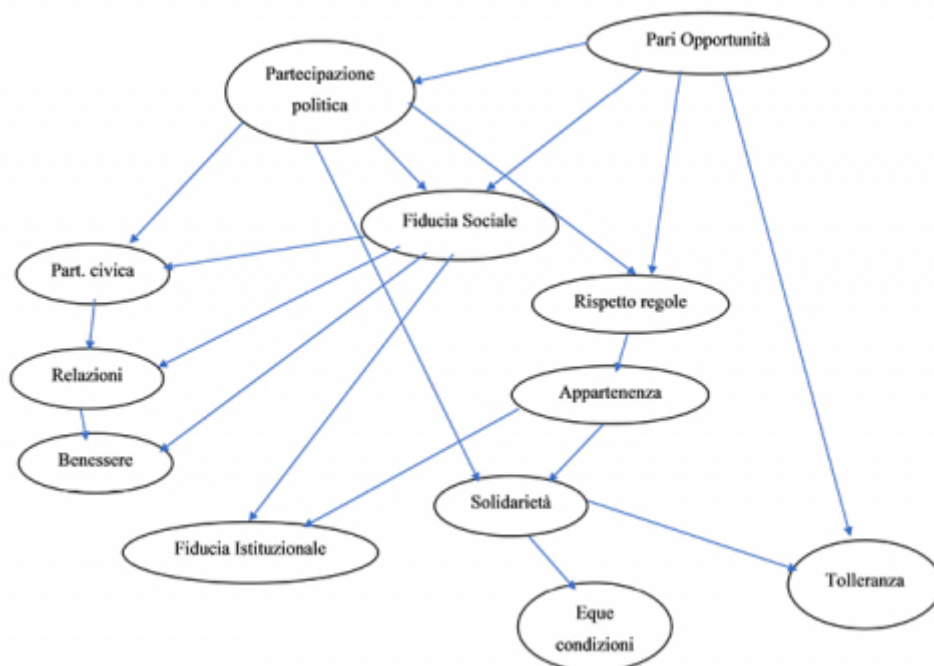 Pari Opportunità
Partecipazione
politica
Fiducia Sociale
Part. civica
Rispetto regole
Relazioni
Appartenenza
Benessere
Solidarietà
Fiducia Istituzionale
Tolleranza
Eque
condizioni